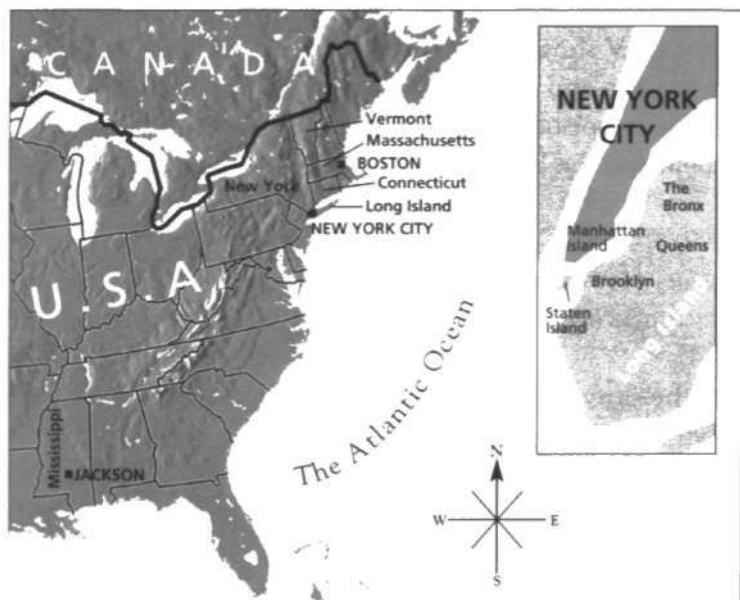 CANADA
Vermont
Massachusetts
BOSTON
New York
Connecticut
Long Island
NEW YORK CITY
U.S.A
The Atlantic Ocean
Mississippi
JACKSON
N
W
E
S
NEW YORK
CITY
The
Bronx
Manhattan
Island
Queens
Brooklyn
Staten
Island
LONG ISLAND